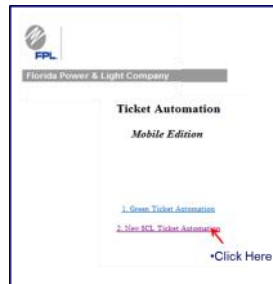 FPL
Florida Power & Light Company
Ticket Automation
Mobile Edition
1. Green Ticket Automation
2. New SCL Ticket Automation
•Click Here